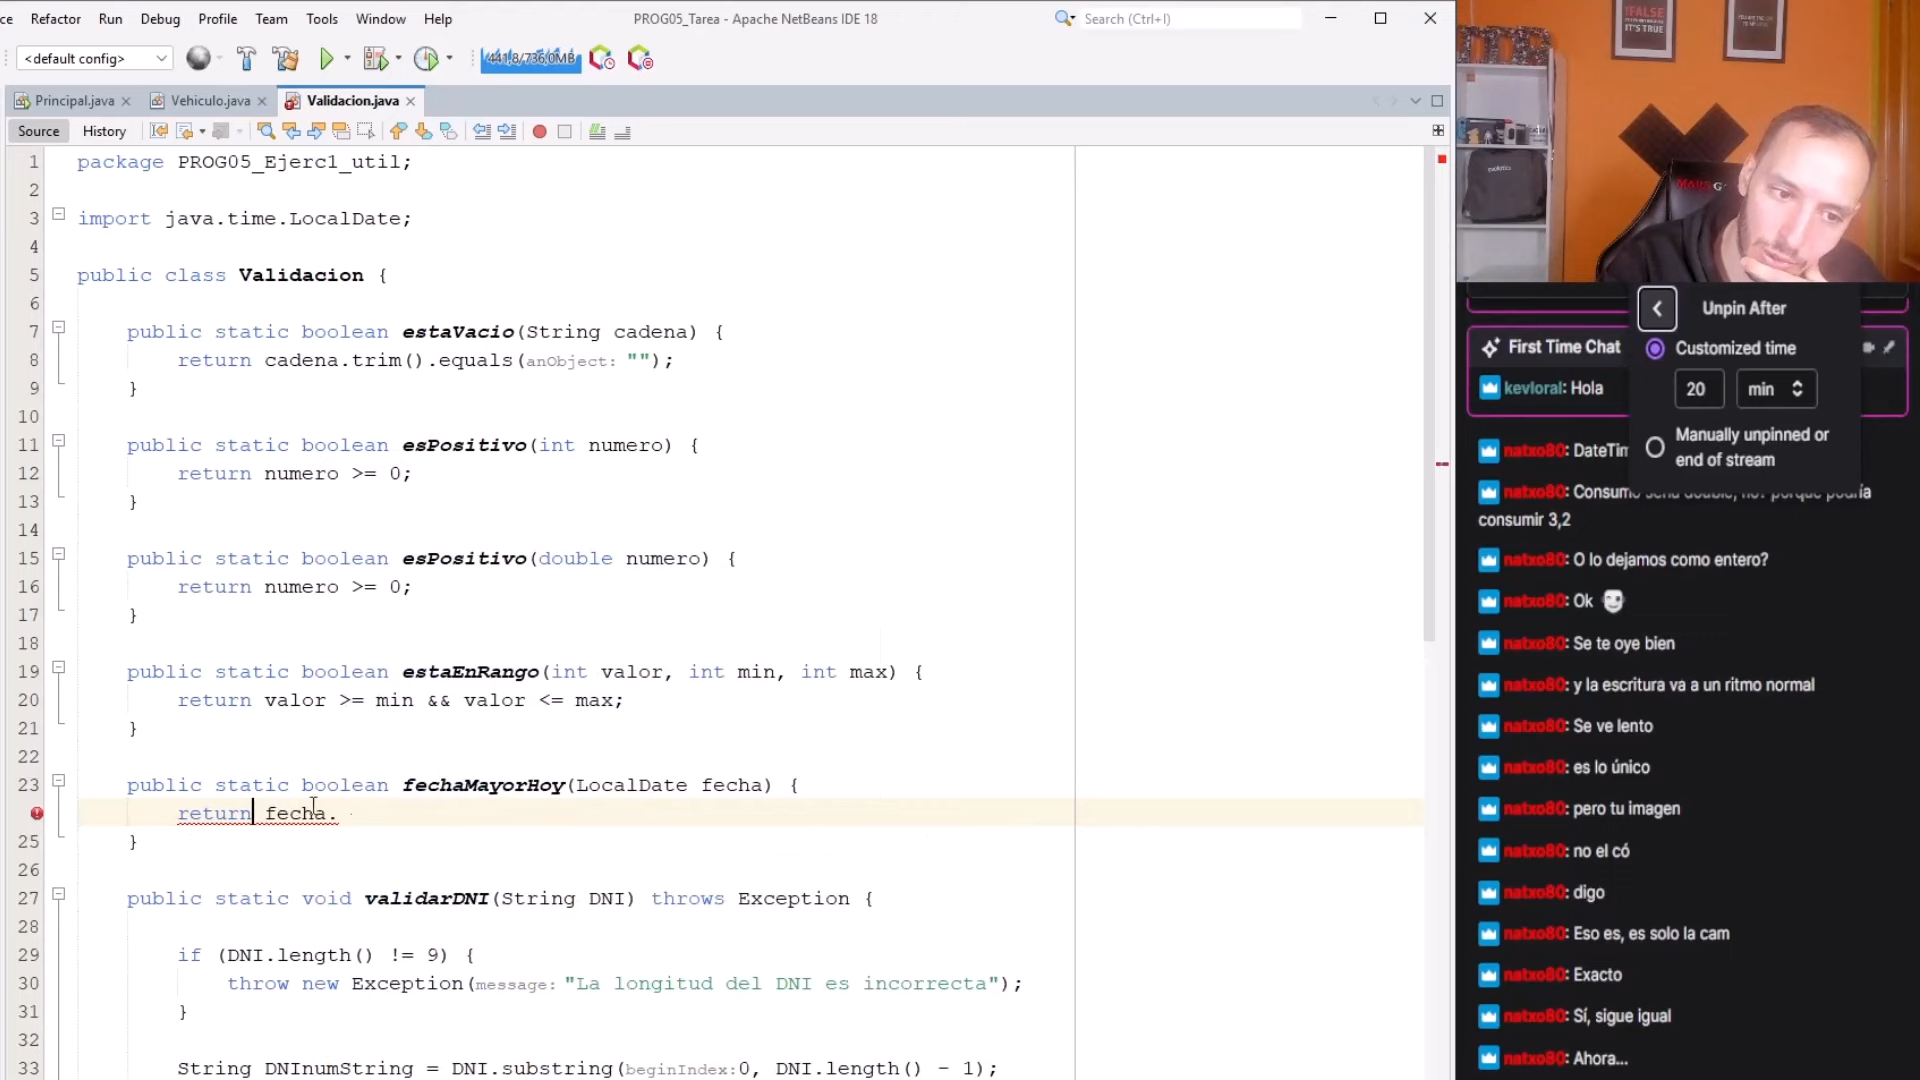 Refactor Run Debug Profile Team Tools Window Help
PROG05_Tarea - Apache NetBeans IDE 18
Search (Ctrl+I)
<default config>
441,8/736,0MB
Principal.java
Vehiculo.java
Validacion.java
Source
History
1 package PROG05_Ejerc1_util;
2
3 import java.time.LocalDate;
4
5 public class Validacion {
6
7 public static boolean estaVacio(String cadena) {
8 return cadena.trim().equals(anObject: "");
9 }
10
11 public static boolean esPositivo(int numero) {
12 return numero >= 0;
13 }
14
15 public static boolean esPositivo(double numero) {
16 return numero >= 0;
17 }
18
19 public static boolean estaEnRango(int valor, int min, int max) {
20 return valor >= min && valor <= max;
21 }
22
23 public static boolean fechaMayorHoy(LocalDate fecha) {
return fecha.
25 }
26
27 public static void validarDNI(String DNI) throws Exception {
28
29 if (DNI.length() != 9) {
30 throw new Exception(message: "La longitud del DNI es incorrecta");
31 }
32
33 String DNInumString = DNI.substring(beginIndex: 0, DNI.length() - 1);
!FALSE
IT'S TRUE
MARS G
Unpin After
First Time Chat
Customized time
kevloral: Hola
20 min
Manually unpinned or
end of stream
natxo80: DateTim
natxo80: Consumo
consumir 3,2
natxo80: O lo dejamos como entero?
natxo80: Ok
natxo80: Se te oye bien
natxo80: y la escritura va a un ritmo normal
natxo80: Se ve lento
natxo80: es lo único
natxo80: pero tu imagen
natxo80: no el có
natxo80: digo
natxo80: Eso es, es solo la cam
natxo80: Exacto
natxo80: Sí, sigue igual
natxo80: Ahora...